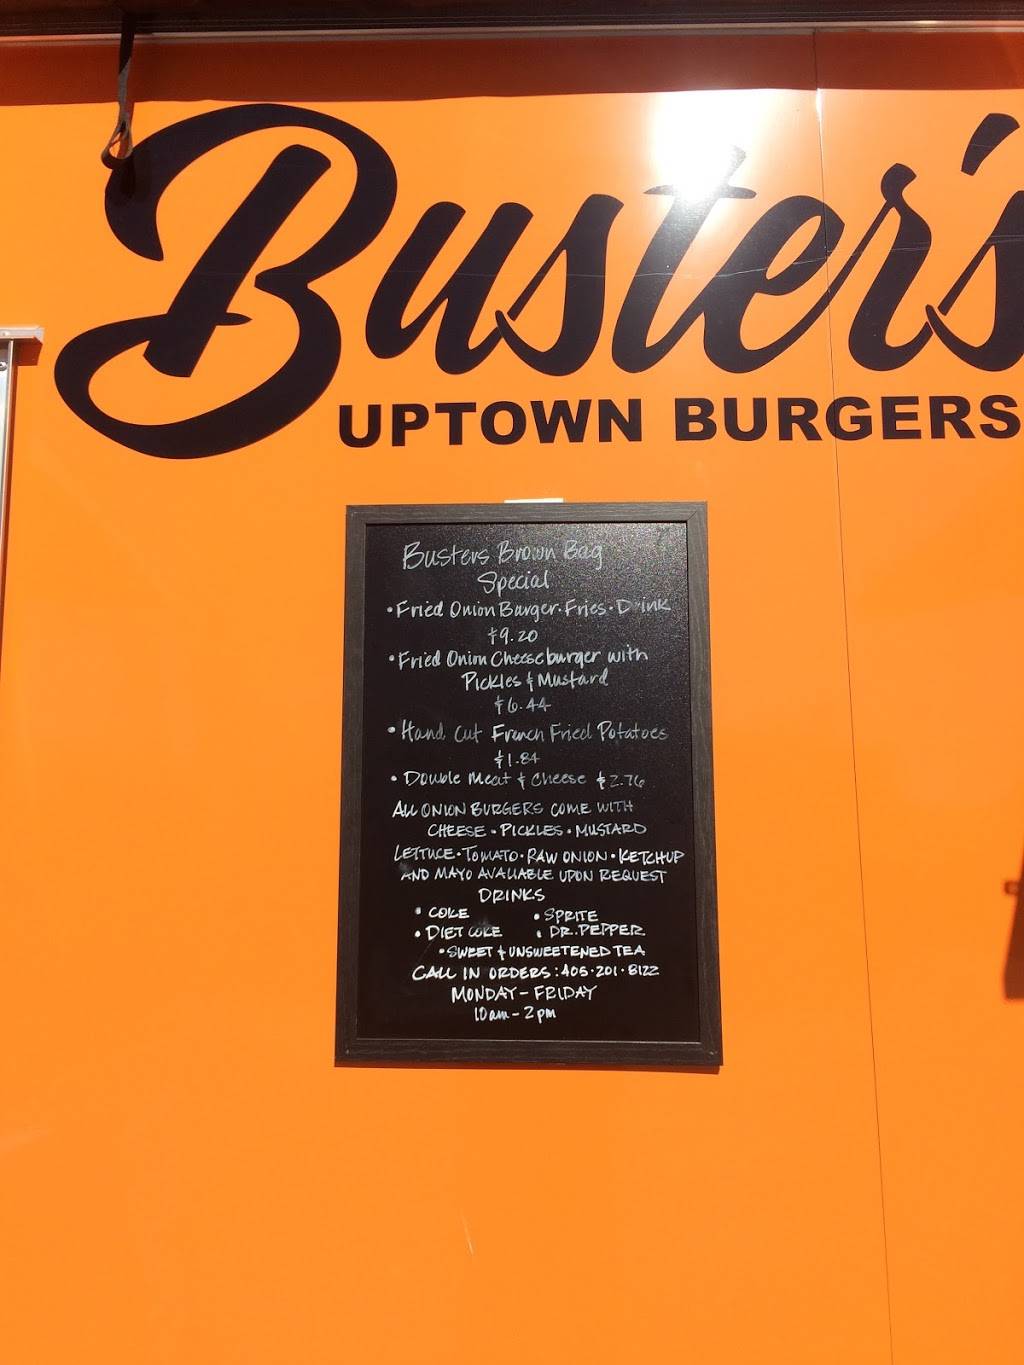 Buster's
UPTOWN BURGERS
Busters Brown Bag
Special
• Fried Onion Burger • Fries • Drink
$9.20
• Fried Onion Cheeseburger with
Pickles & Mustard
$6.44
• Hand Cut French Fried Potatoes
$1.84
• Double Meat & Cheese $2.76
ALL ONION BURGERS COME WITH
CHEESE • PICKLES • MUSTARD
LETTUCE • TOMATO • RAW ONION • KETCHUP
AND MAYO AVALIABLE UPON REQUEST
DRINKS
• COKE • SPRITE
• DIET COKE • DR. PEPPER
• SWEET & UNSWEETENED TEA
CALL IN ORDERS: 405•201•8122
MONDAY - FRIDAY
10am - 2pm